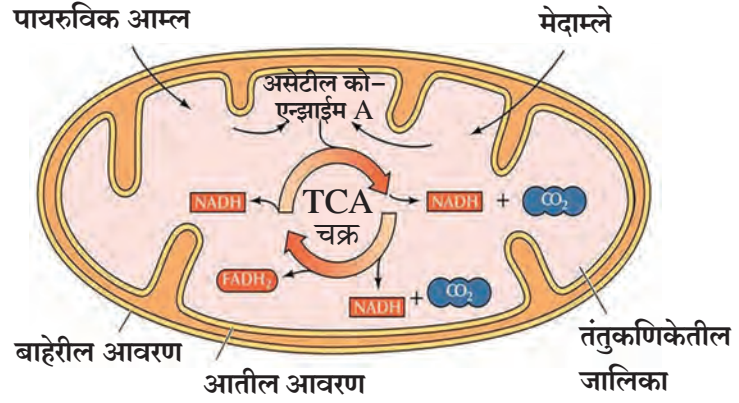 पायरुविक आम्ल
मेदाम्ले
असेटील को-
एन्झाईम A
NADH
TCA
चक्र
NADH + CO₂
FADH₂
NADH + CO₂
बाहेरील आवरण
आतील आवरण
तंतुकणिकेतील
जालिका